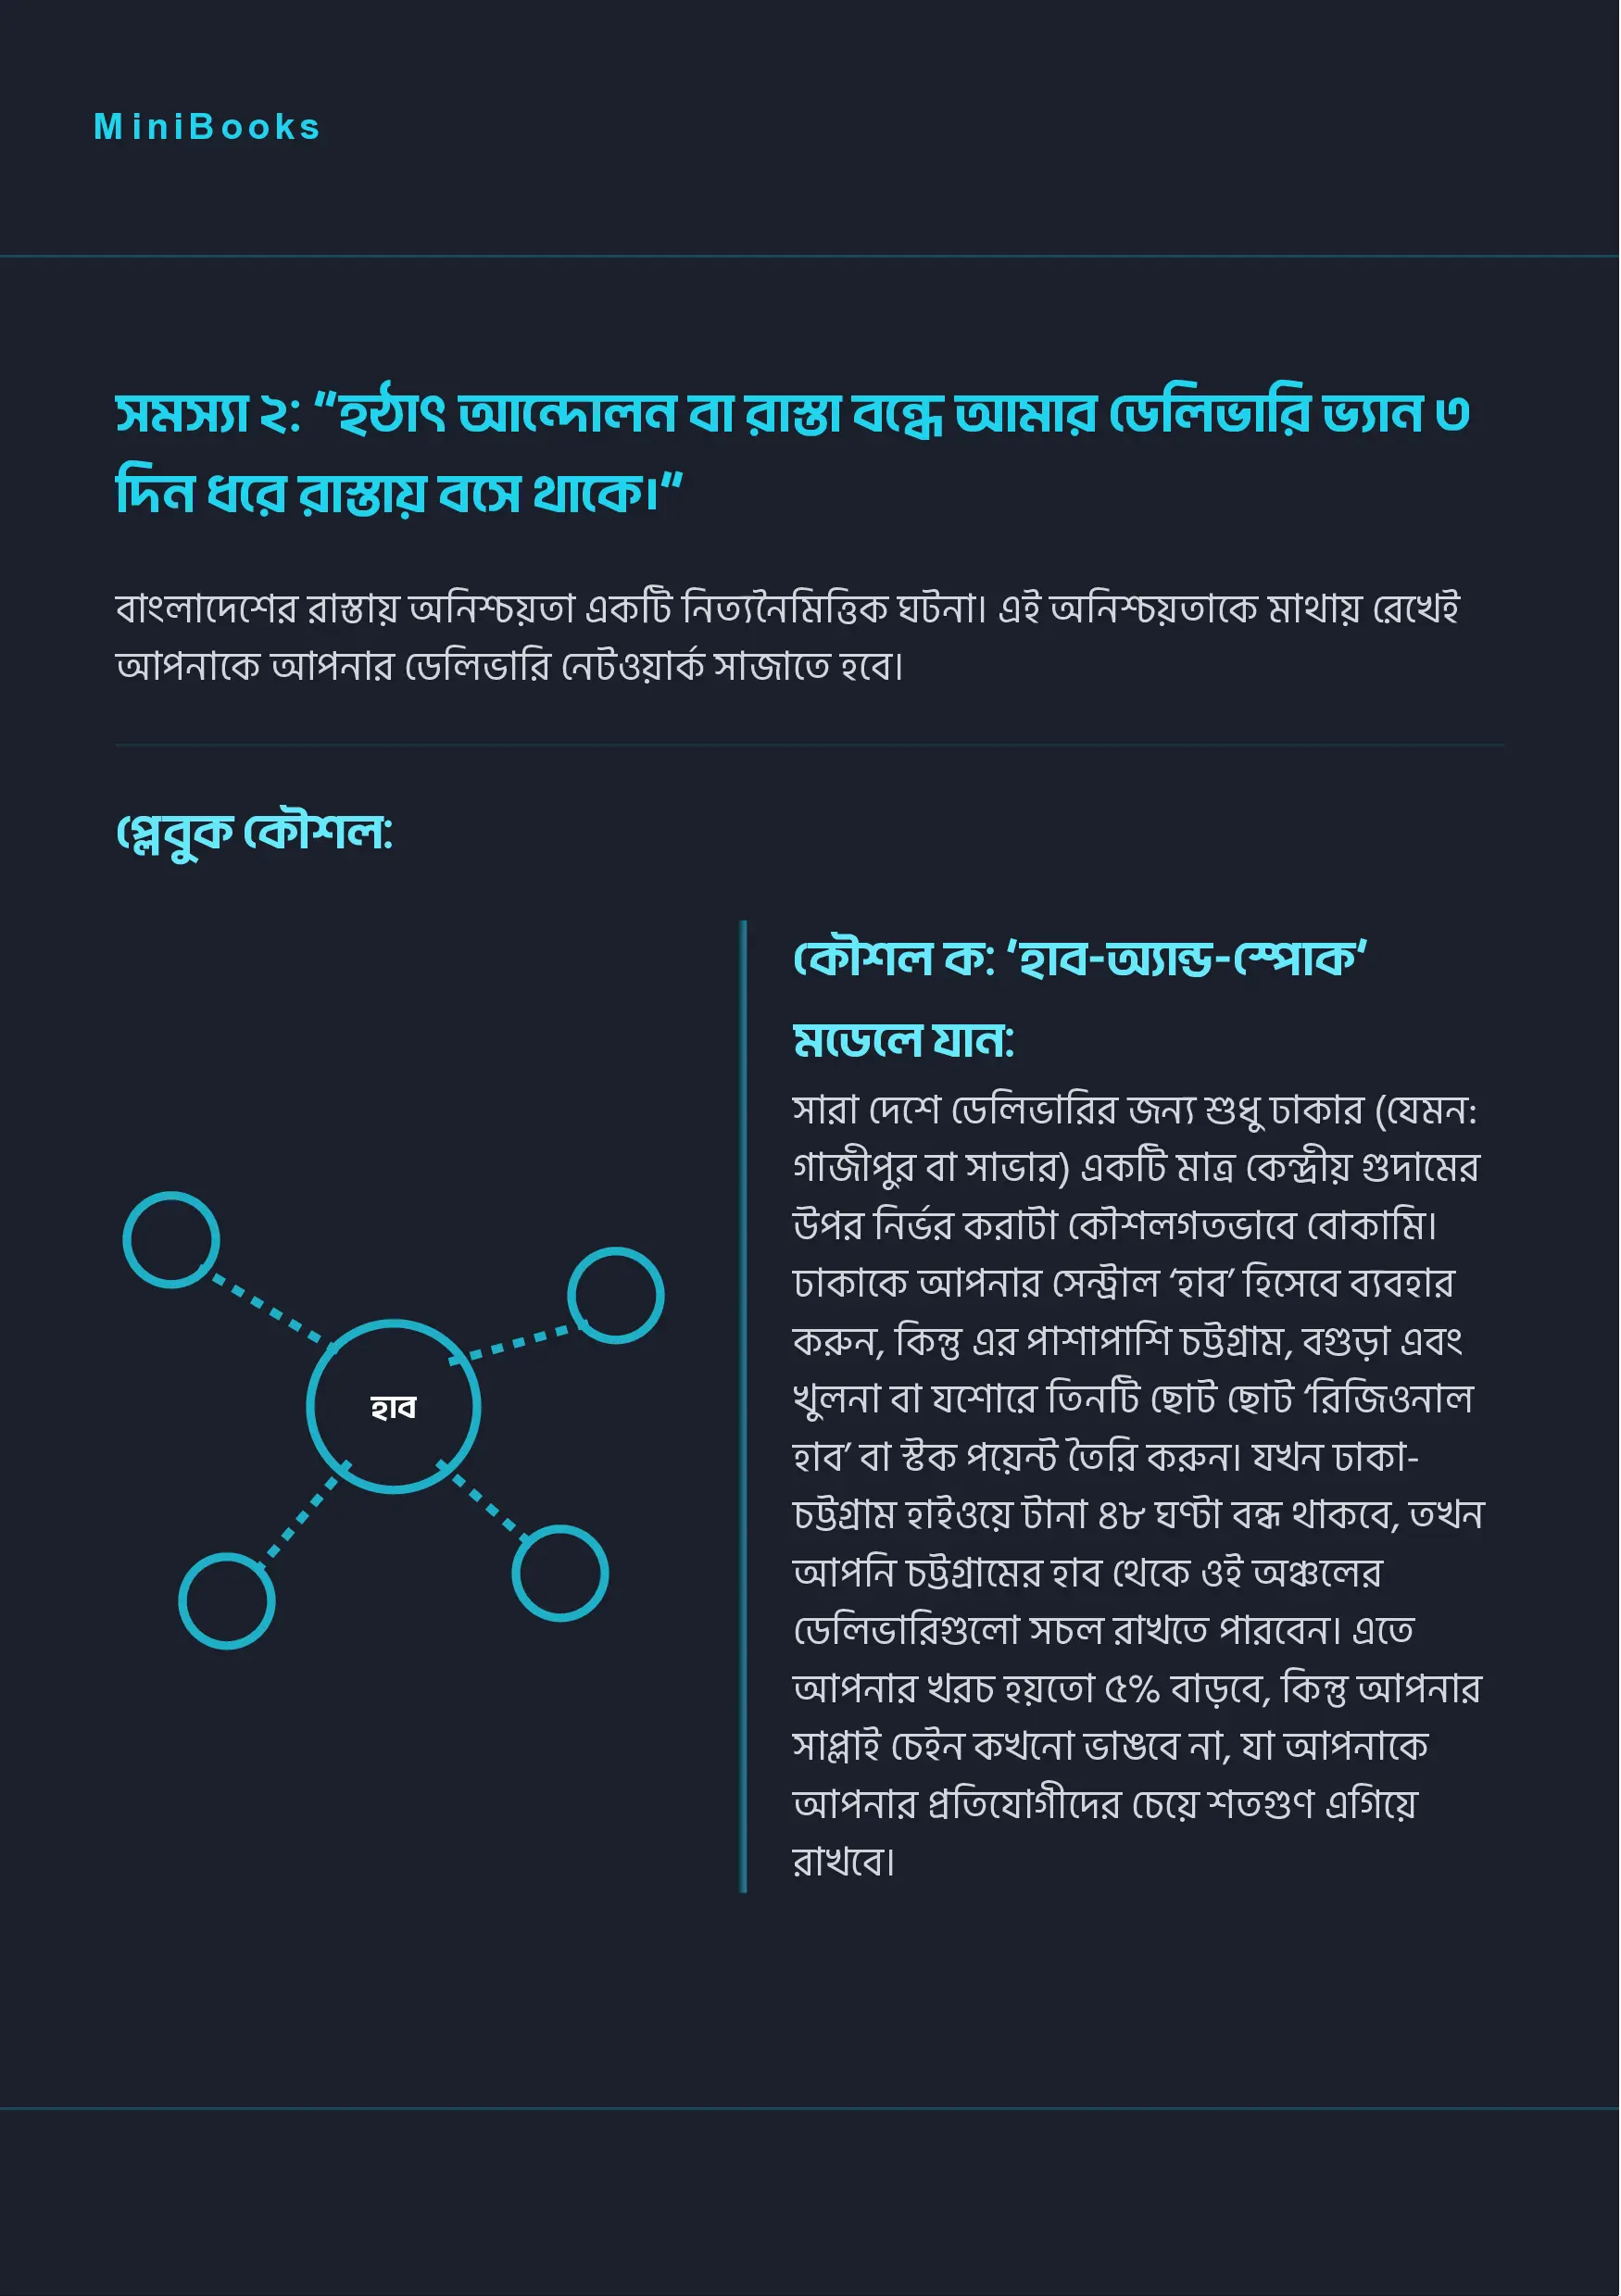 MiniBooks
সমস্যা ২: “হঠাৎ আন্দোলন বা রাস্তা বন্ধে আমার ডেলিভারি ভ্যান ৩
দিন ধরে রাস্তায় বসে থাকে।”
বাংলাদেশের রাস্তায় অনিশ্চয়তা একটি নিত্যনৈমিত্তিক ঘটনা। এই অনিশ্চয়তাকে মাথায় রেখেই
আপনাকে আপনার ডেলিভারি নেটওয়ার্ক সাজাতে হবে।
প্লেবুক কৌশল:
হাব
কৌশল ক: ‘হাব-অ্যান্ড-স্পোক’
মডেলে যান:
সারা দেশে ডেলিভারির জন্য শুধু ঢাকার (যেমন:
গাজীপুর বা সাভার) একটি মাত্র কেন্দ্রীয় গুদামের
উপর নির্ভর করাটা কৌশলগতভাবে বোকামি।
ঢাকাকে আপনার সেন্ট্রাল ‘হাব’ হিসেবে ব্যবহার
করুন, কিন্তু এর পাশাপাশি চট্টগ্রাম, বগুড়া এবং
খুলনা বা যশোরে তিনটি ছোট ছোট ‘রিজিওনাল
হাব’ বা স্টক পয়েন্ট তৈরি করুন। যখন ঢাকা-
চট্টগ্রাম হাইওয়ে টানা ৪৮ ঘণ্টা বন্ধ থাকবে, তখন
আপনি চট্টগ্রামের হাব থেকে ওই অঞ্চলের
ডেলিভারিগুলো সচল রাখতে পারবেন। এতে
আপনার খরচ হয়তো ৫% বাড়বে, কিন্তু আপনার
সাপ্লাই চেইন কখনো ভাঙবে না, যা আপনাকে
আপনার প্রতিযোগীদের চেয়ে শতগুণ এগিয়ে
রাখবে।